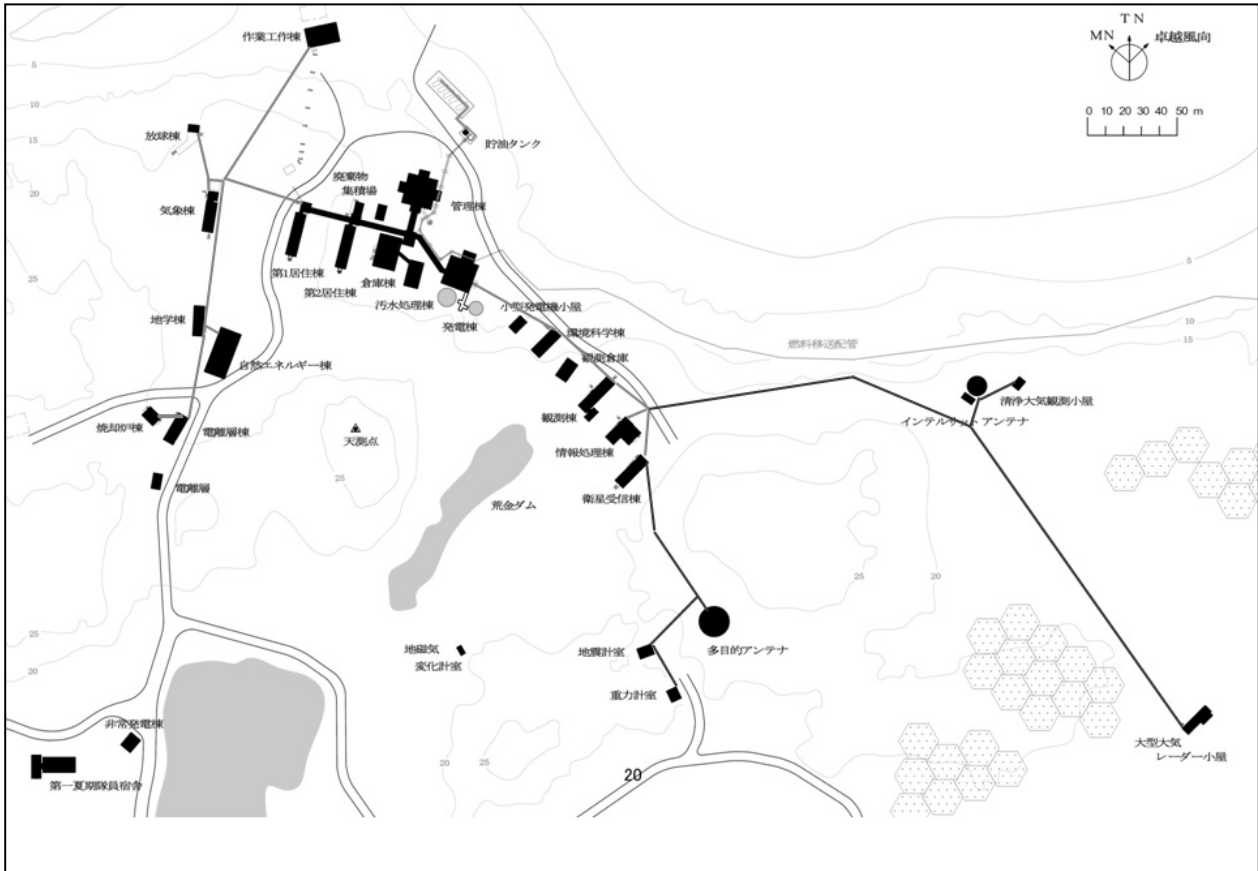 作業工作棟
T N
M N
卓越風向
0 10 20 30 40 50 m
5
10
15
20
25
放球棟
貯油タンク
廃棄物
集積場
管理棟
気象棟
第1居住棟
第2居住棟
倉庫棟
汚水処理棟
発電棟
小型発電機小屋
環境科学棟
観測倉庫
地学棟
自然エネルギー棟
燃料移送配管
5
10
15
焼却炉棟
電離層棟
天測点
25
観測棟
情報処理棟
衛星受信棟
清浄大気観測小屋
インテルサット アンテナ
電離層
荒金ダム
25
20
25
20
地磁気
変化計室
地震計室
多目的アンテナ
重力計室
非常発電棟
第一夏期隊員宿舎
20
25
20
大型大気
レーダー小屋